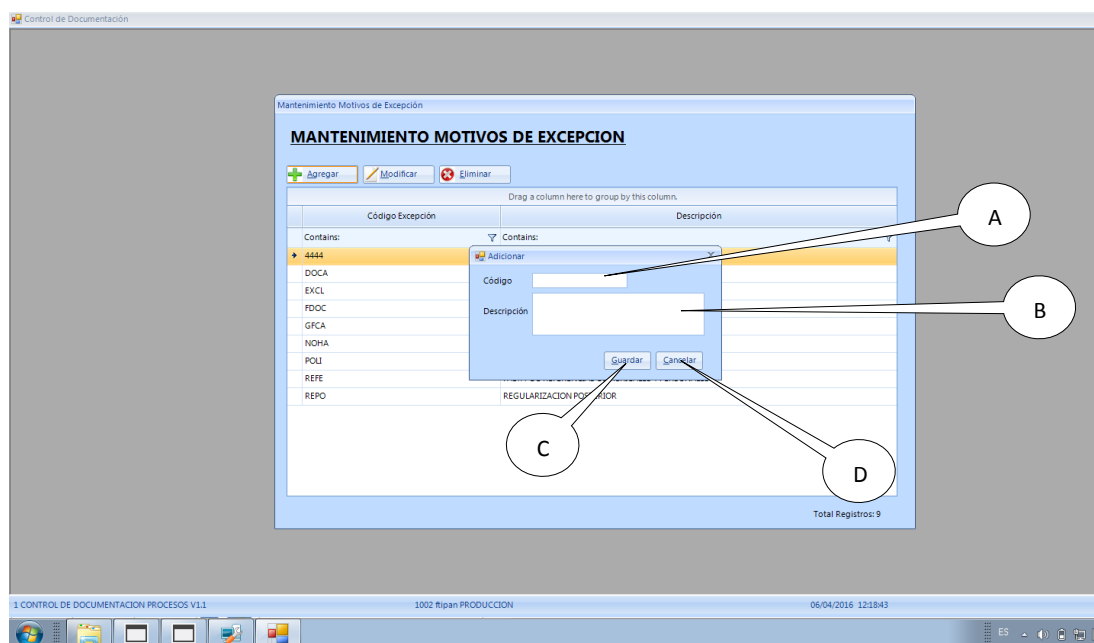 Control de Documentación
Mantenimiento Motivos de Excepción
MANTENIMIENTO MOTIVOS DE EXCEPCION
Agregar Modificar Eliminar
Drag a column here to group by this column.
Código Excepción Descripción
Contains: Contains:
4444
DOCA
EXCL
FDOC
GFCA
NOHA
POLI
REFE
REPO REGULARIZACION POSTERIOR
Adicionar
Código
Descripción
Guardar Cancelar
A
B
C
D
Total Registros: 9
1 CONTROL DE DOCUMENTACION PROCESOS V1.1 1002 ftipan PRODUCCION 06/04/2016 12:18:43
ES